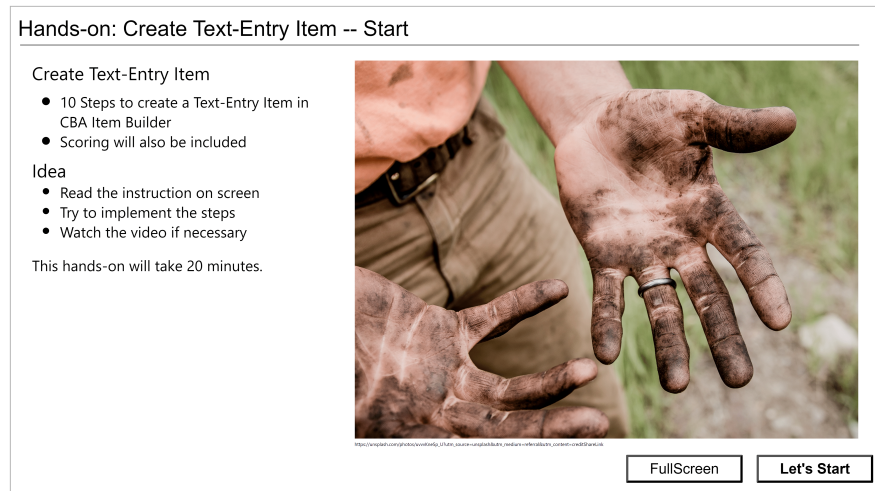 Hands-on: Create Text-Entry Item -- Start
Create Text-Entry Item
10 Steps to create a Text-Entry Item in
CBA Item Builder
Scoring will also be included
Idea
Read the instruction on screen
Try to implement the steps
Watch the video if necessary
This hands-on will take 20 minutes.
FullScreen
Let's Start